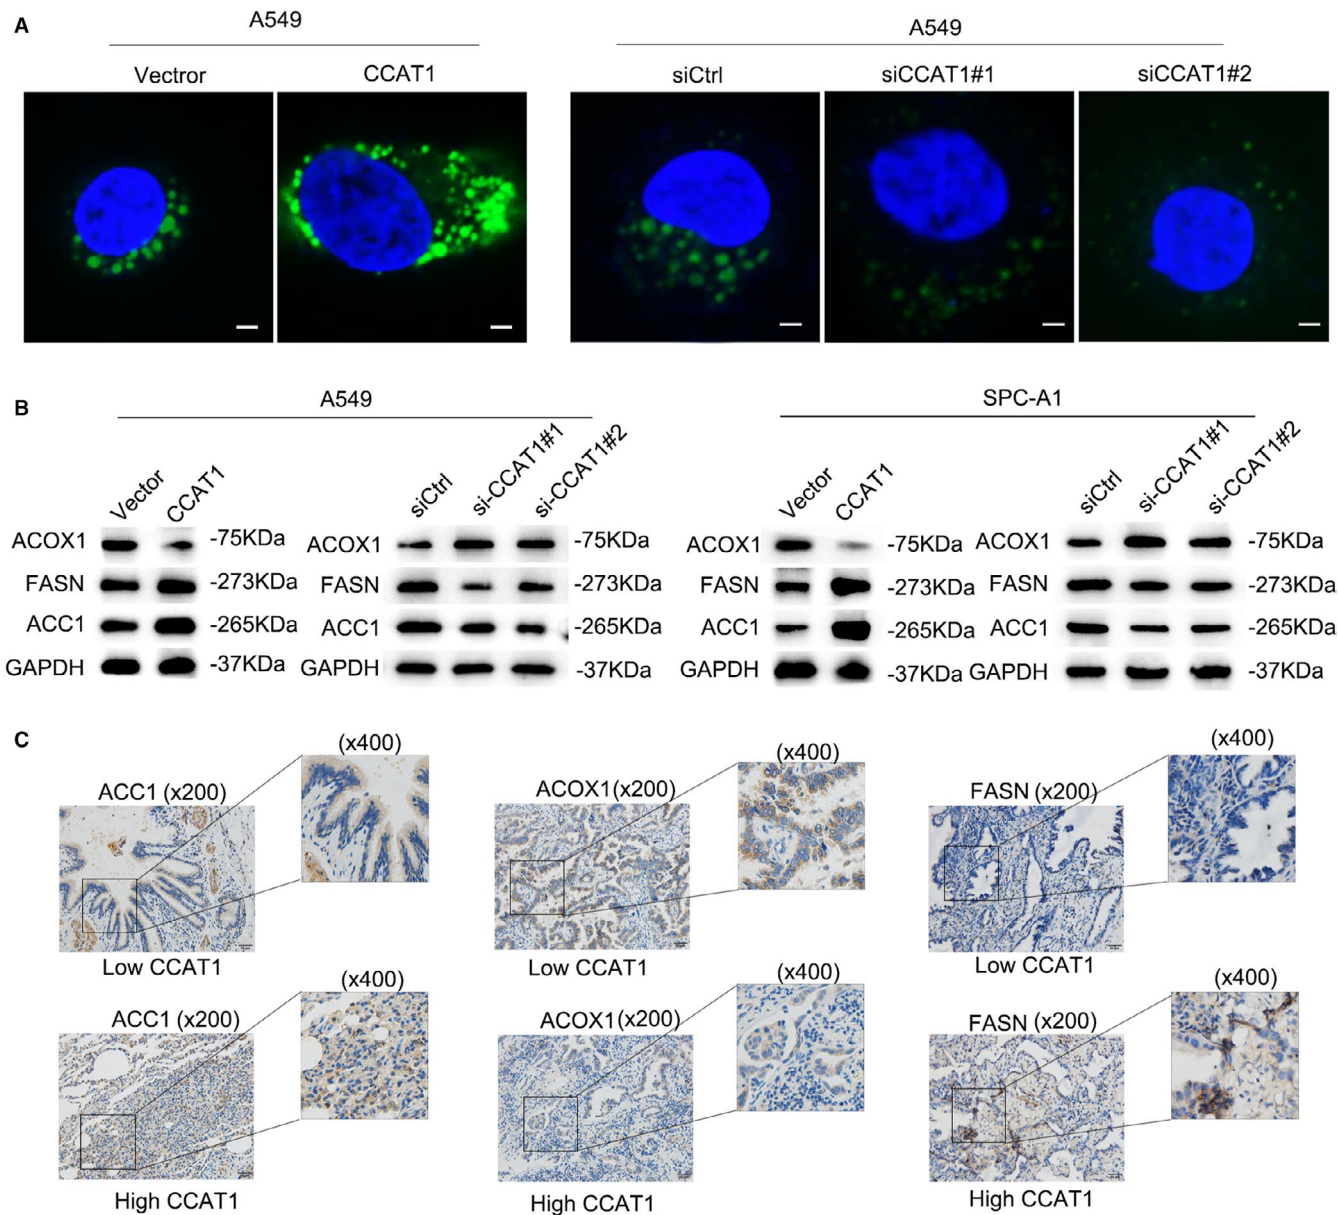 A
A549
A549
Vectror
CCAT1
siCtrl
siCCAT1#1
siCCAT1#2
B
A549
SPC-A1
Vector
CCAT1
siCtrl
si-CCAT1#1
si-CCAT1#2
Vector
CCAT1
siCtrl
si-CCAT1#1
si-CCAT1#2
ACOX1
-75KDa
ACOX1
-75KDa
ACOX1
-75KDa
ACOX1
-75KDa
FASN
-273KDa
FASN
-273KDa
FASN
-273KDa
FASN
-273KDa
ACC1
-265KDa
ACC1
-265KDa
ACC1
-265KDa
ACC1
-265KDa
GAPDH
-37KDa
GAPDH
-37KDa
GAPDH
-37KDa
GAPDH
-37KDa
C
(x400)
ACC1 (x200)
Low CCAT1
(x400)
ACOX1(x200)
Low CCAT1
(x400)
FASN (x200)
Low CCAT1
(x400)
ACC1 (x200)
High CCAT1
(x400)
ACOX1(x200)
High CCAT1
(x400)
FASN (x200)
High CCAT1